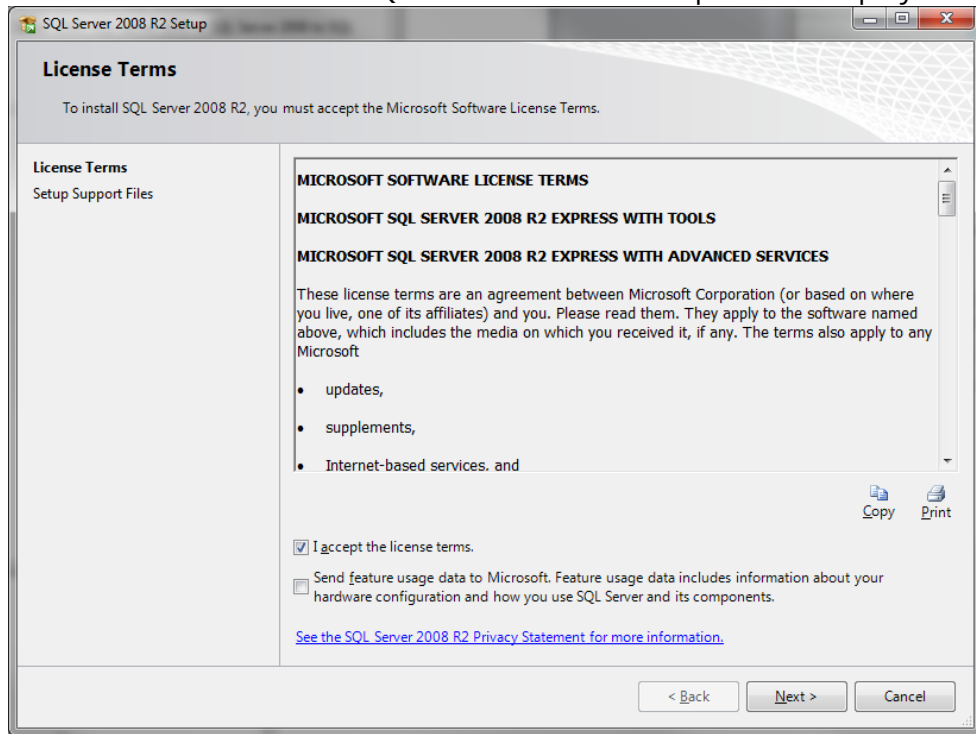 SQL Server 2008 R2 Setup
License Terms
To install SQL Server 2008 R2, you must accept the Microsoft Software License Terms.
License Terms
Setup Support Files
MICROSOFT SOFTWARE LICENSE TERMS
MICROSOFT SQL SERVER 2008 R2 EXPRESS WITH TOOLS
MICROSOFT SQL SERVER 2008 R2 EXPRESS WITH ADVANCED SERVICES
These license terms are an agreement between Microsoft Corporation (or based on where
you live, one of its affiliates) and you. Please read them. They apply to the software named
above, which includes the media on which you received it, if any. The terms also apply to any
Microsoft
• updates,
• supplements,
• Internet-based services, and
Copy Print
I accept the license terms.
Send feature usage data to Microsoft. Feature usage data includes information about your
hardware configuration and how you use SQL Server and its components.
See the SQL Server 2008 R2 Privacy Statement for more information.
< Back Next > Cancel